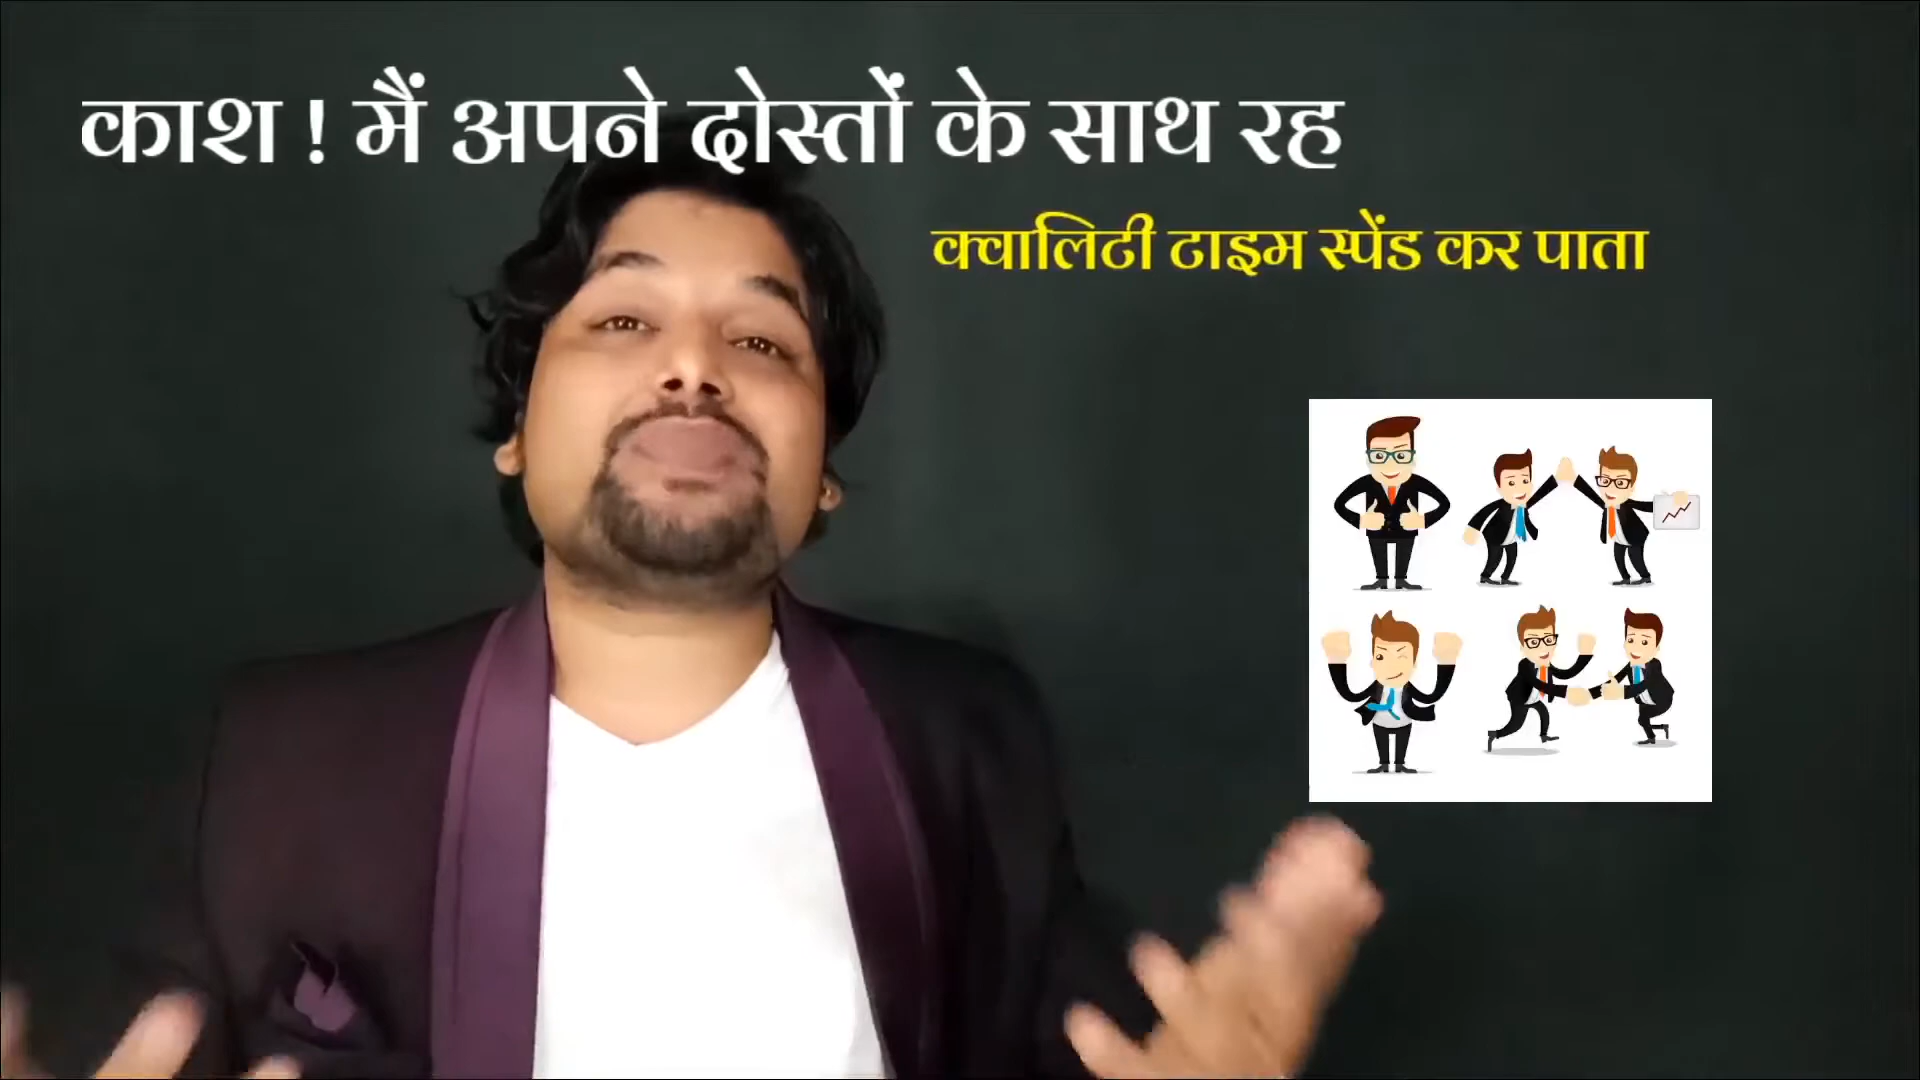 काश ! मैं अपने दोस्तों के साथ रह
क्वालिटी टाइम स्पेंड कर पाता